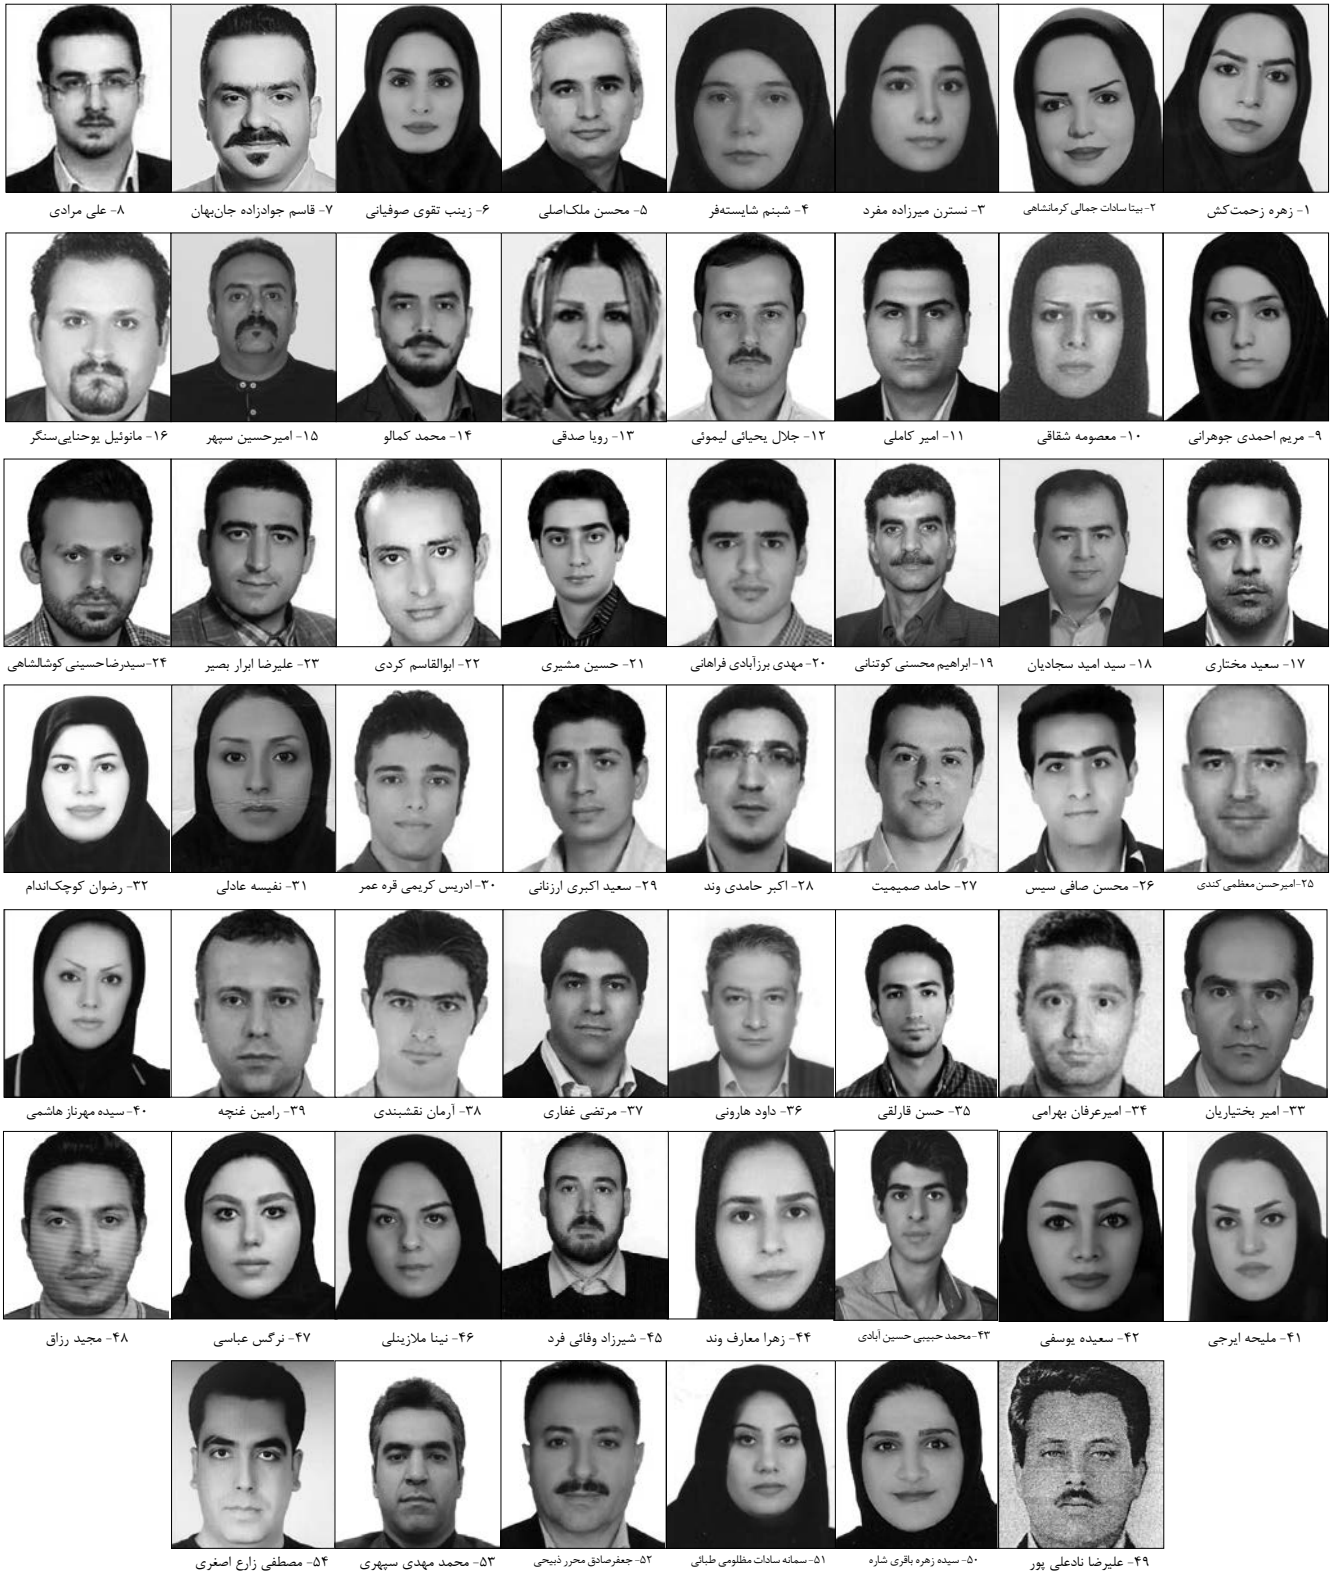 ۱- زهره زحمت‌کش
۲- بیتا سادات جمالی کرمانشاهی
۳- نسترن میرزاده مفرد
۴- شبنم شایسته‌فر
۵- محسن ملک‌اصلی
۶- زینب تقوی صوفیانی
۷- قاسم جوادزاده جان‌بهان
۸- علی مرادی
۹- مریم احمدی جوهرانی
۱۰- معصومه شقاقی
۱۱- امیر کاملی
۱۲- جلال یحیائی لیموئی
۱۳- رویا صدقی
۱۴- محمد کمالو
۱۵- امیرحسین سپهر
۱۶- مانوئیل یوحنایی‌سنگر
۱۷- سعید مختاری
۱۸- سید امید سجادیان
۱۹- ابراهیم محسنی کوتنانی
۲۰- مهدی برزآبادی فراهانی
۲۱- حسین مشیری
۲۲- ابوالقاسم کردی
۲۳- علیرضا ابرار بصیر
۲۴- سیدرضاحسینی کوشالشاهی
۲۵- امیرحسن معظمی کندی
۲۶- محسن صافی سیس
۲۷- حامد صمیمیت
۲۸- اکبر حامدی وند
۲۹- سعید اکبری ارزنانی
۳۰- ادریس کریمی قره عمر
۳۱- نفیسه عادلی
۳۲- رضوان کوچک‌اندام
۳۳- امیر بختیاریان
۳۴- امیرعرفان بهرامی
۳۵- حسن قارلقی
۳۶- داود هارونی
۳۷- مرتضی غفاری
۳۸- آرمان نقشبندی
۳۹- رامین غنچه
۴۰- سیده مهرناز هاشمی
۴۱- ملیحه ایرجی
۴۲- سعیده یوسفی
۴۳- محمد حبیبی حسین آبادی
۴۴- زهرا معارف وند
۴۵- شیرزاد وفائی فرد
۴۶- نینا ملازینلی
۴۷- نرگس عباسی
۴۸- مجید رزاق
۴۹- علیرضا نادعلی پور
۵۰- سیده زهره باقری شاره
۵۱- سمانه سادات مظلومی طبائی
۵۲- جعفرصادق محرر ذبیحی
۵۳- محمد مهدی سپهری
۵۴- مصطفی زارع اصغری